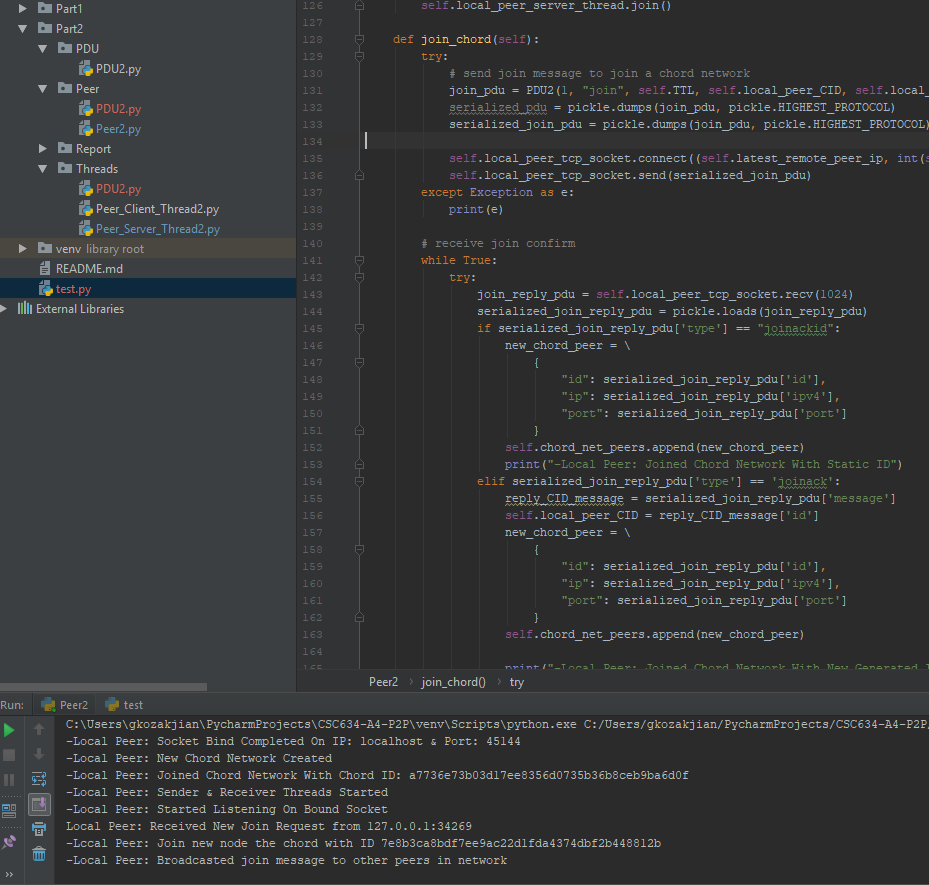 Part1
Part2
PDU
PDU2.py
Peer
PDU2.py
Peer2.py
Report
Threads
PDU2.py
Peer_Client_Thread2.py
Peer_Server_Thread2.py
venv library root
README.md
test.py
External Libraries
126 self.local_peer_server_thread.join()
127
128 def join_chord(self):
129 try:
130 # send join message to join a chord network
131 join_pdu = PDU2(1, "join", self.TTL, self.local_peer_CID, self.local_
132 serialized_pdu = pickle.dumps(join_pdu, pickle.HIGHEST_PROTOCOL)
133 serialized_join_pdu = pickle.dumps(join_pdu, pickle.HIGHEST_PROTOCOL)
134
135 self.local_peer_tcp_socket.connect((self.latest_remote_peer_ip, int(s
136 self.local_peer_tcp_socket.send(serialized_join_pdu)
137 except Exception as e:
138 print(e)
139
140 # receive join confirm
141 while True:
142 try:
143 join_reply_pdu = self.local_peer_tcp_socket.recv(1024)
144 serialized_join_reply_pdu = pickle.loads(join_reply_pdu)
145 if serialized_join_reply_pdu['type'] == "joinackid":
146 new_chord_peer = \
147 {
148 "id": serialized_join_reply_pdu['id'],
149 "ip": serialized_join_reply_pdu['ipv4'],
150 "port": serialized_join_reply_pdu['port']
151 }
152 self.chord_net_peers.append(new_chord_peer)
153 print("-Local Peer: Joined Chord Network With Static ID")
154 elif serialized_join_reply_pdu['type'] == 'joinack':
155 reply_CID_message = serialized_join_reply_pdu['message']
156 self.local_peer_CID = reply_CID_message['id']
157 new_chord_peer = \
158 {
159 "id": serialized_join_reply_pdu['id'],
160 "ip": serialized_join_reply_pdu['ipv4'],
161 "port": serialized_join_reply_pdu['port']
162 }
163 self.chord_net_peers.append(new_chord_peer)
164
165 print("-Local Peer: Joined Chord Network With New Generated I
Peer2 › join_chord() › try
Run: Peer2 test
C:\Users\gkozakjian\PycharmProjects\CSC634-A4-P2P\venv\Scripts\python.exe C:/Users/gkozakjian/PycharmProjects/CSC634-A4-P2P/
-Local Peer: Socket Bind Completed On IP: localhost & Port: 45144
-Local Peer: New Chord Network Created
-Local Peer: Joined Chord Network With Chord ID: a7736e73b03d17ee8356d0735b36b8ceb9ba6d0f
-Local Peer: Sender & Receiver Threads Started
-Local Peer: Started Listening On Bound Socket
Local Peer: Received New Join Request from 127.0.0.1:34269
-Lccal Peer: Join new node the chord with ID 7e8b3ca8bdf7ee9ac22d1fda4374dbf2b448812b
-Local Peer: Broadcasted join message to other peers in network